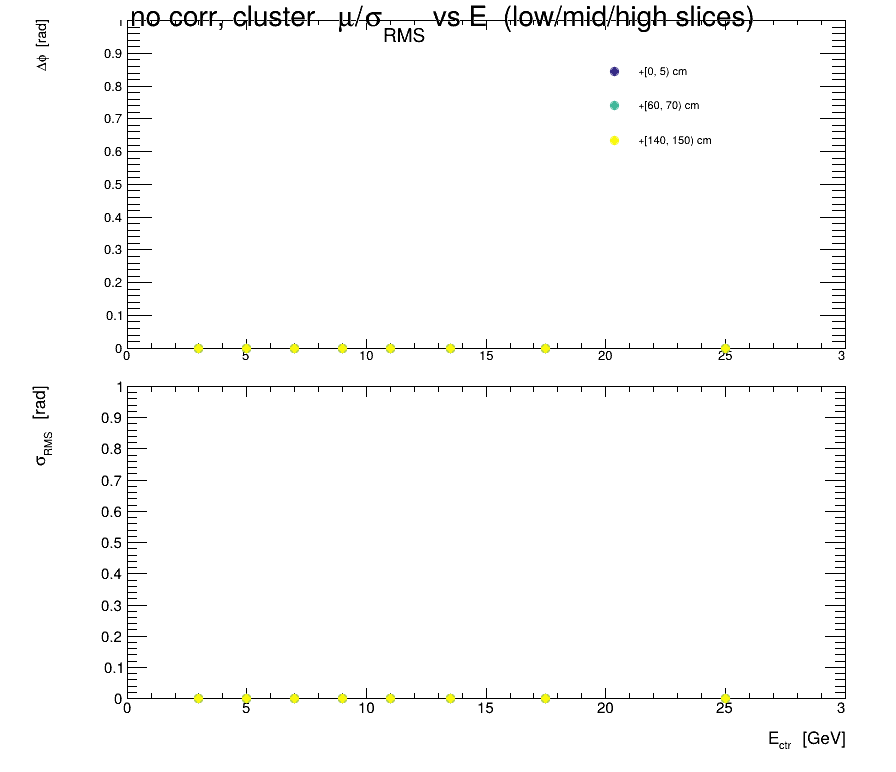 no corr, cluster μ/σRMS vs E (low/mid/high slices)
Δϕ [rad]
+[0, 5) cm
+[60, 70) cm
+[140, 150) cm
0.9
0.8
0.7
0.6
0.5
0.4
0.3
0.2
0.1
0
0 5 10 15 20 25 3
σRMS [rad]
1
0.9
0.8
0.7
0.6
0.5
0.4
0.3
0.2
0.1
0
0 5 10 15 20 25 3
Ectr [GeV]